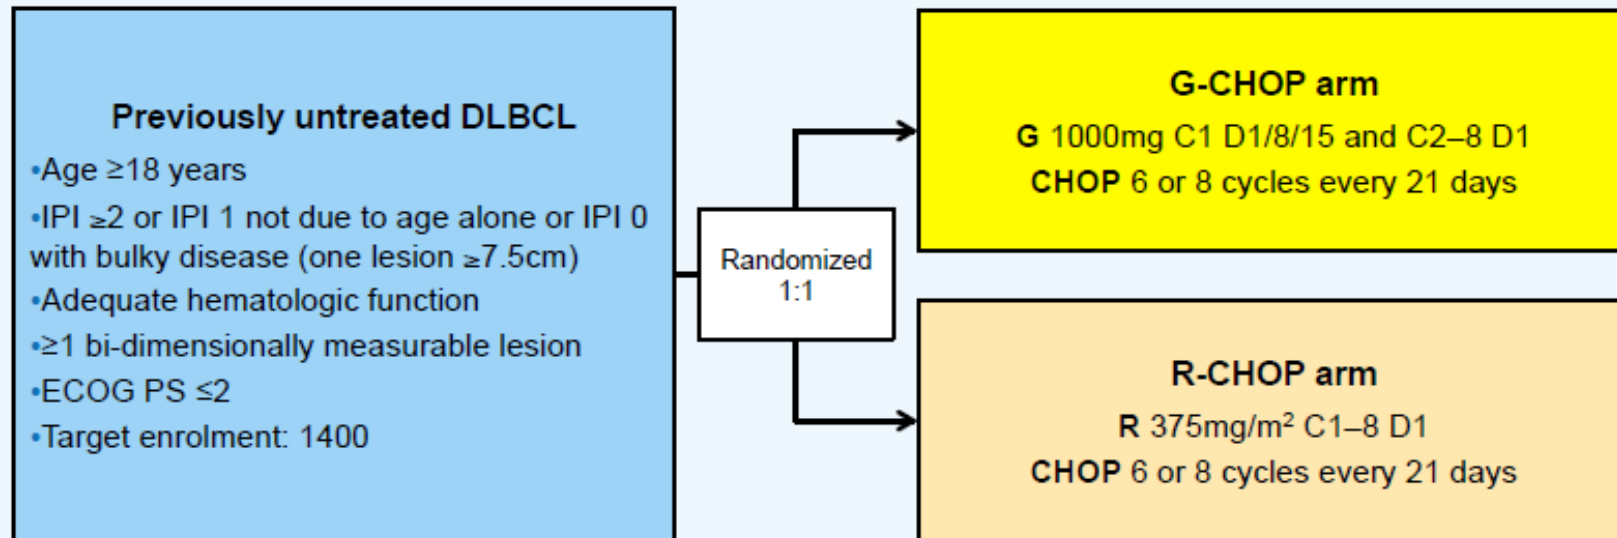 Previously untreated DLBCL
•Age ≥18 years
•IPI ≥2 or IPI 1 not due to age alone or IPI 0
with bulky disease (one lesion ≥7.5cm)
•Adequate hematologic function
•≥1 bi-dimensionally measurable lesion
•ECOG PS ≤2
•Target enrolment: 1400
Randomized
1:1
G-CHOP arm
G 1000mg C1 D1/8/15 and C2–8 D1
CHOP 6 or 8 cycles every 21 days
R-CHOP arm
R 375mg/m² C1–8 D1
CHOP 6 or 8 cycles every 21 days